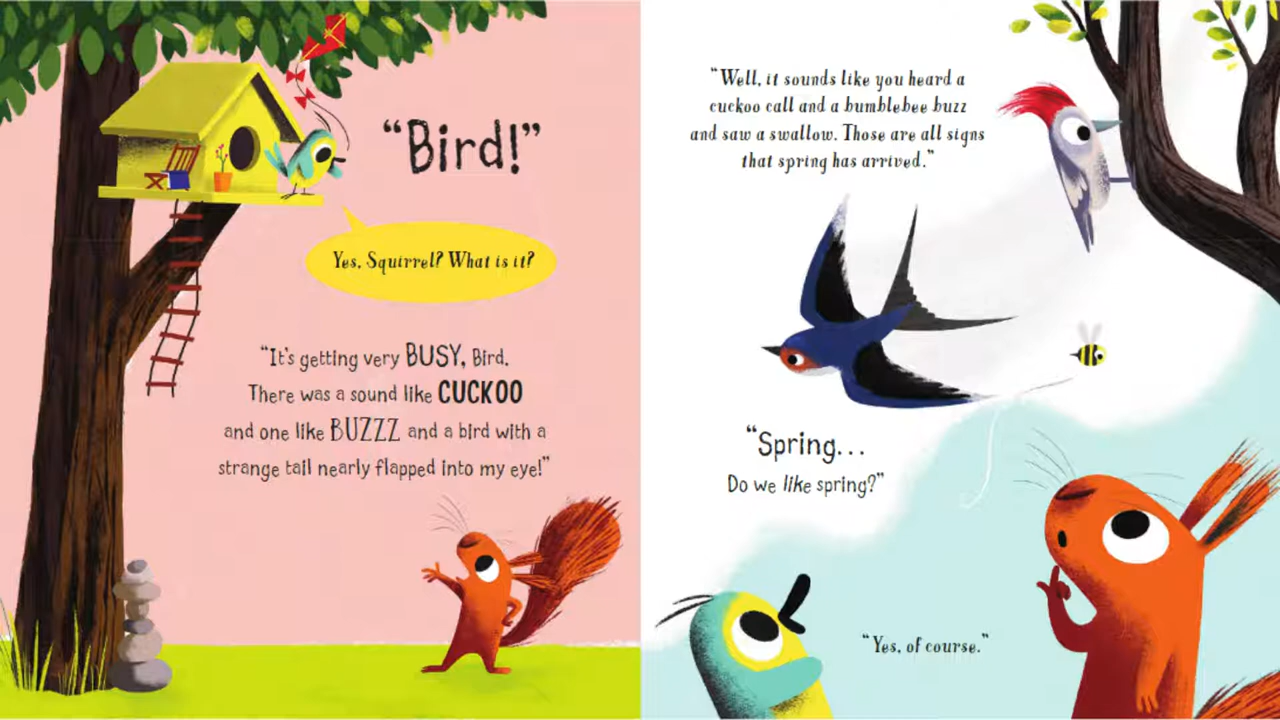 “Bird!”
Yes, Squirrel? What is it?
“It’s getting very BUSY, Bird.
There was a sound like CUCKOO
and one like BUZZZ and a bird with a
strange tail nearly flapped into my eye!”
“Well, it sounds like you heard a
cuckoo call and a bumblebee buzz
and saw a swallow. Those are all signs
that spring has arrived.”
“Spring...
Do we like spring?”
“Yes, of course.”